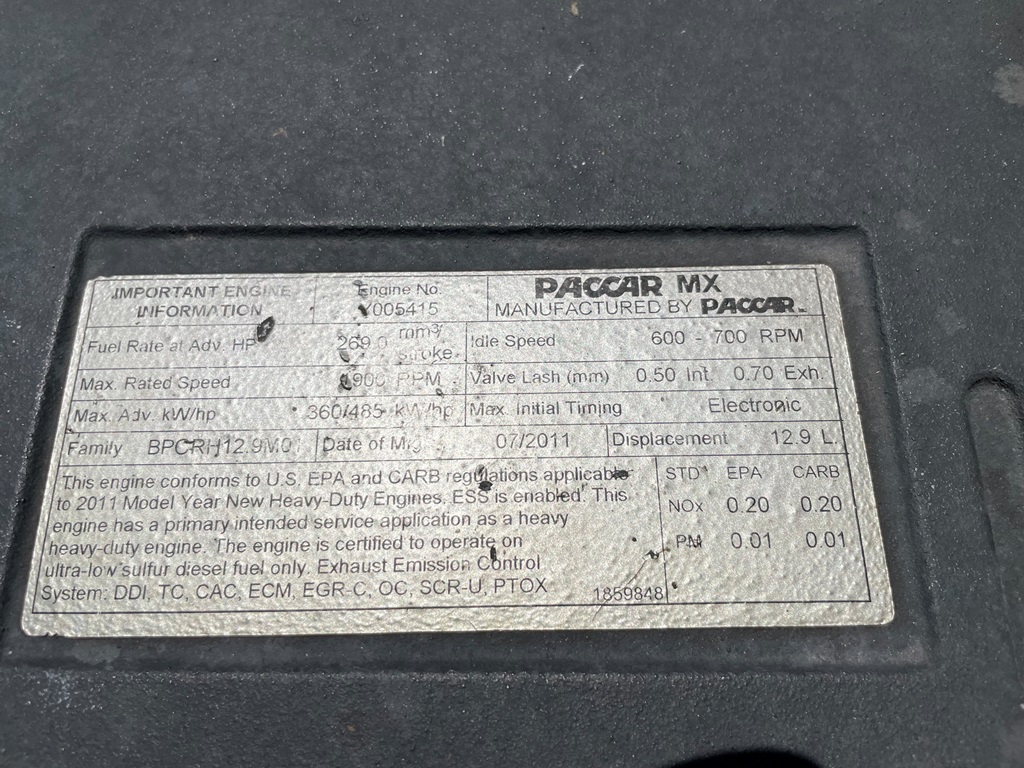 IMPORTANT ENGINE INFORMATION
Engine No. Y005415
PACCAR MX
MANUFACTURED BY PACCAR
Fuel Rate at Adv. HP 269.0 mm³/ stroke
Idle Speed 600 - 700 RPM
Max. Rated Speed 1900 RPM
Valve Lash (mm) 0.50 Int. 0.70 Exh.
Max. Adv. kW/hp 360/485 kW/hp
Max. Initial Timing Electronic
Family BPCRH12.9M01
Date of Mfg 07/2011
Displacement 12.9 L.
This engine conforms to U.S. EPA and CARB regulations applicable
to 2011 Model Year New Heavy-Duty Engines. ESS is enabled. This
engine has a primary intended service application as a heavy
heavy-duty engine. The engine is certified to operate on
ultra-low sulfur diesel fuel only. Exhaust Emission Control
System: DDI, TC, CAC, ECM, EGR-C, OC, SCR-U, PTOX
1859848
STD EPA CARB
NOx 0.20 0.20
PM 0.01 0.01